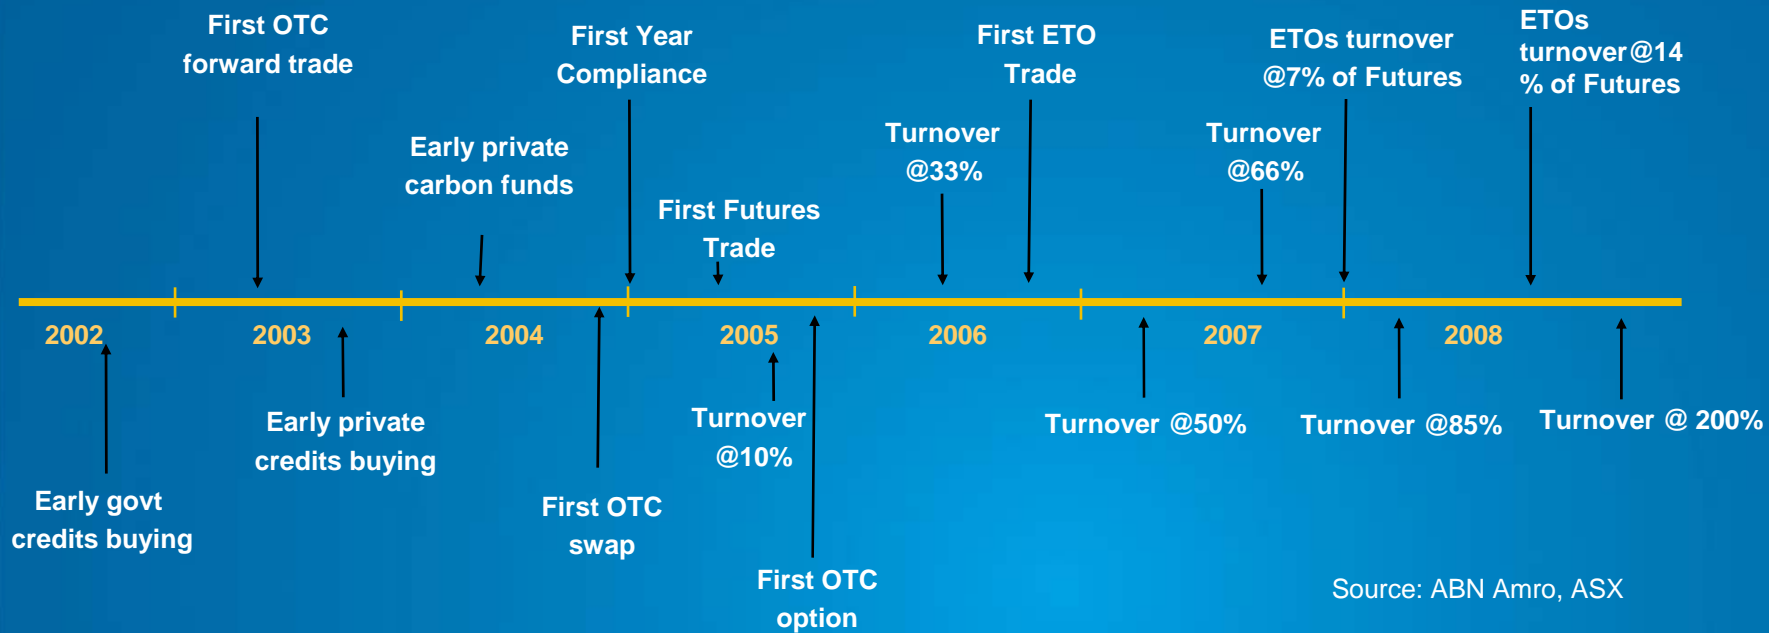 First OTC
forward trade
Early private
carbon funds
First Year
Compliance
First Futures
Trade
Turnover
@33%
First ETO
Trade
Turnover
@66%
ETOs turnover
@7% of Futures
ETOs
turnover@14
% of Futures
2002
2003
2004
2005
2006
2007
2008
Early govt
credits buying
Early private
credits buying
First OTC
swap
Turnover
@10%
First OTC
option
Turnover @50%
Turnover @85%
Turnover @ 200%
Source: ABN Amro, ASX